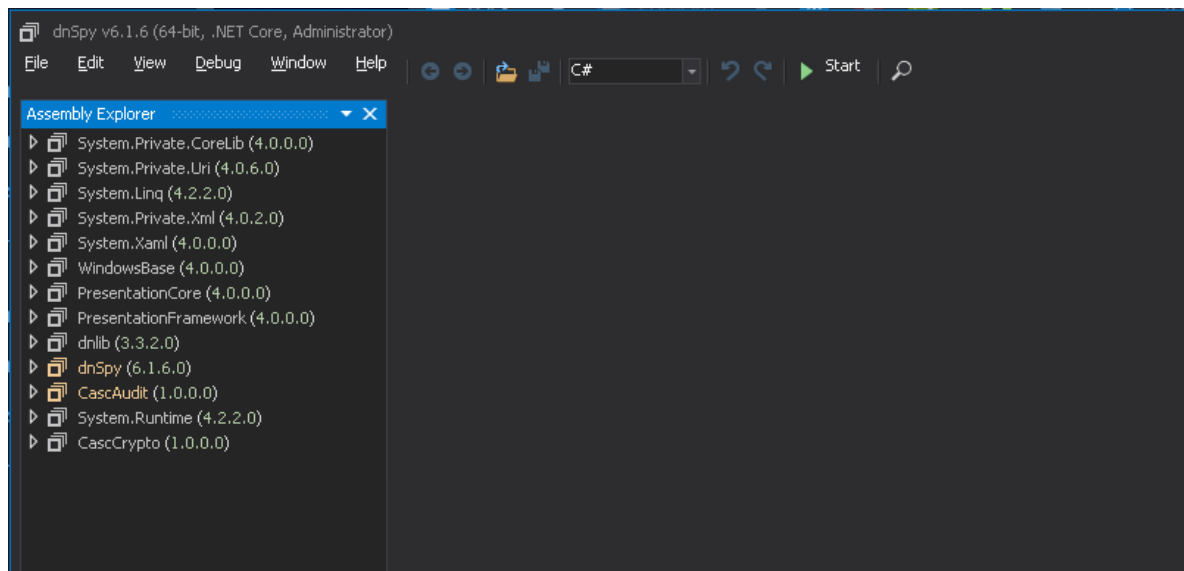 dnSpy v6.1.6 (64-bit, .NET Core, Administrator)
File Edit View Debug Window Help C# Start
Assembly Explorer
System.Private.CoreLib (4.0.0.0)
System.Private.Uri (4.0.6.0)
System.Linq (4.2.2.0)
System.Private.Xml (4.0.2.0)
System.Xaml (4.0.0.0)
WindowsBase (4.0.0.0)
PresentationCore (4.0.0.0)
PresentationFramework (4.0.0.0)
dnlib (3.3.2.0)
dnSpy (6.1.6.0)
CascAudit (1.0.0.0)
System.Runtime (4.2.2.0)
CascCrypto (1.0.0.0)